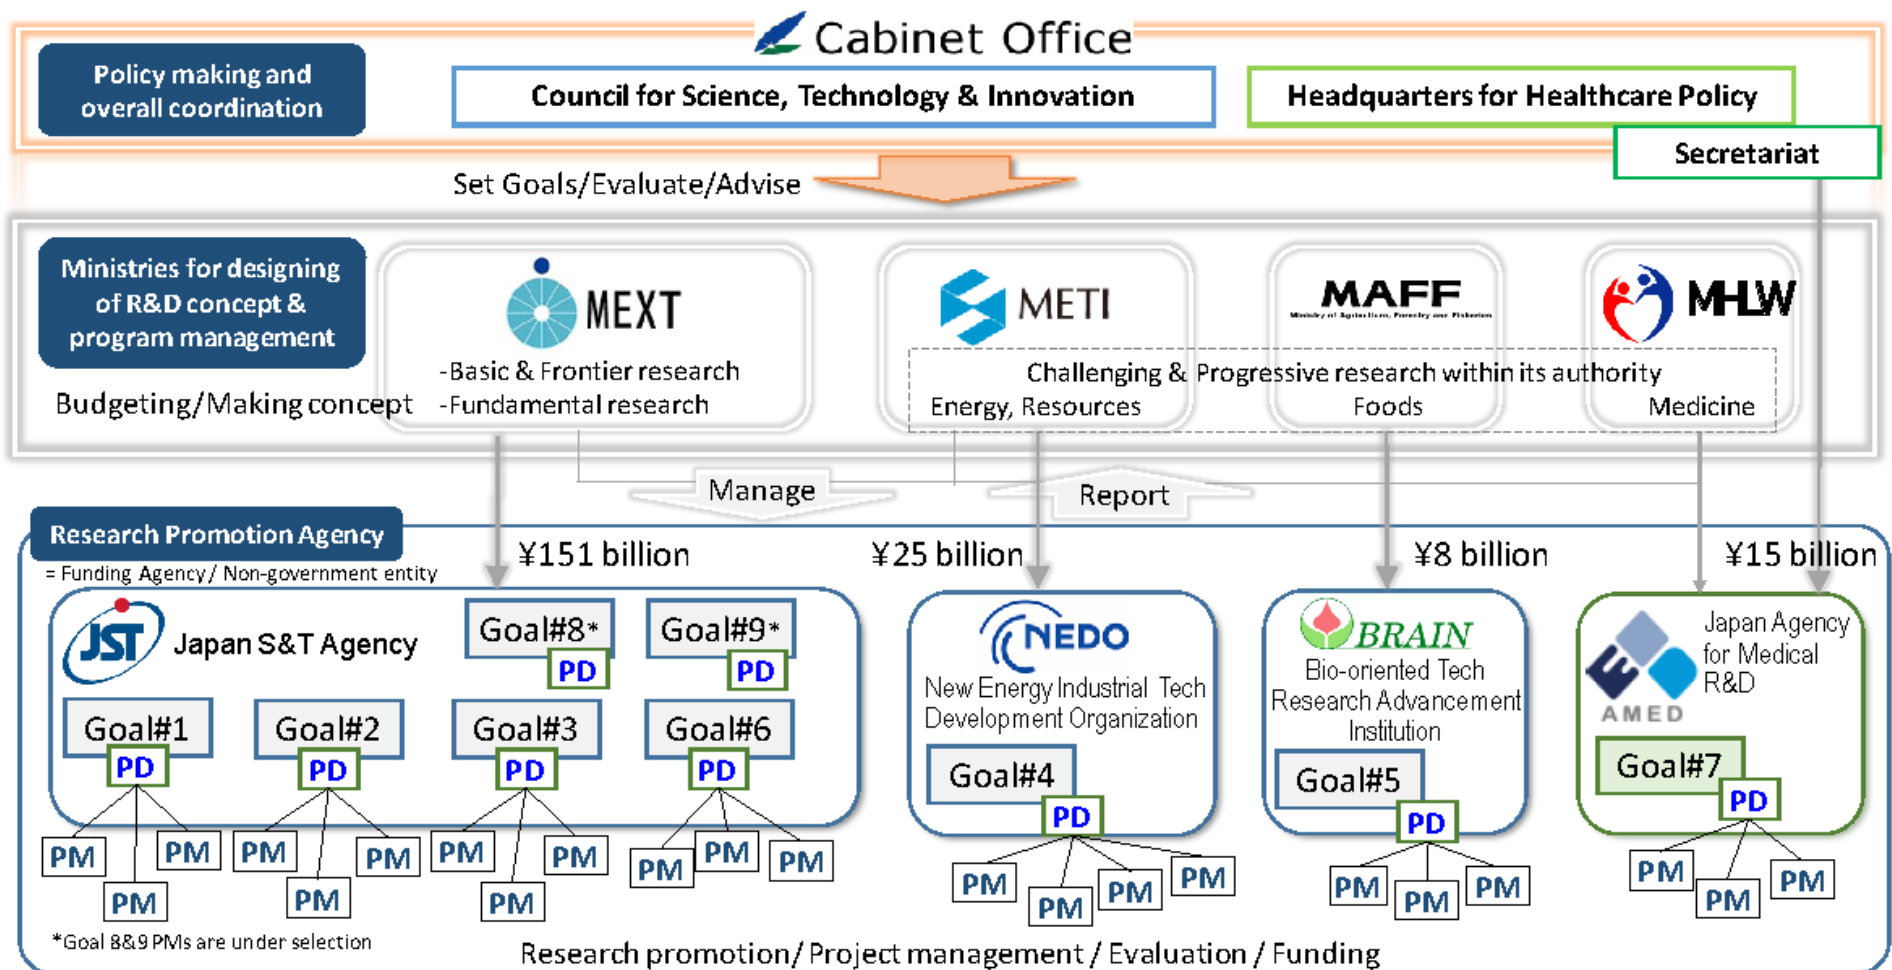 Cabinet Office
Policy making and
overall coordination
Council for Science, Technology & Innovation
Headquarters for Healthcare Policy
Secretariat
Set Goals/Evaluate/Advise
Ministries for designing
of R&D concept &
program management
Budgeting/Making concept
MEXT
-Basic & Frontier research
-Fundamental research
METI
MAFF
Ministry of Agriculture, Forestry and Fisheries
MHLW
Challenging & Progressive research within its authority
Energy, Resources
Foods
Medicine
Manage
Report
Research Promotion Agency
= Funding Agency / Non-government entity
¥151 billion
¥25 billion
¥8 billion
¥15 billion
JST
Japan S&T Agency
Goal#8*
PD
Goal#9*
PD
Goal#1
PD
Goal#2
PD
Goal#3
PD
Goal#6
PD
PM
PM
PM
PM
PM
PM
PM
PM
PM
PM
PM
PM
NEDO
New Energy Industrial Tech
Development Organization
Goal#4
PD
PM
PM
PM
PM
BRAIN
Bio-oriented Tech
Research Advancement
Institution
Goal#5
PD
PM
PM
PM
AMED
Japan Agency
for Medical
R&D
Goal#7
PD
PM
PM
PM
*Goal 8&9 PMs are under selection
Research promotion/ Project management / Evaluation / Funding